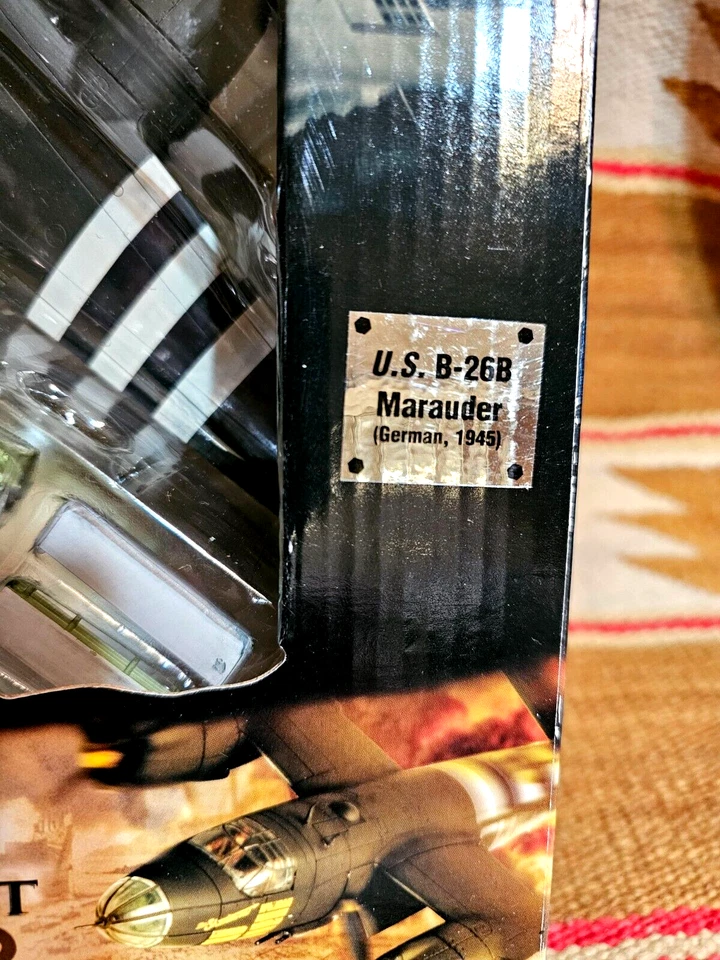 U.S. B-26B
Marauder
(German, 1945)
T